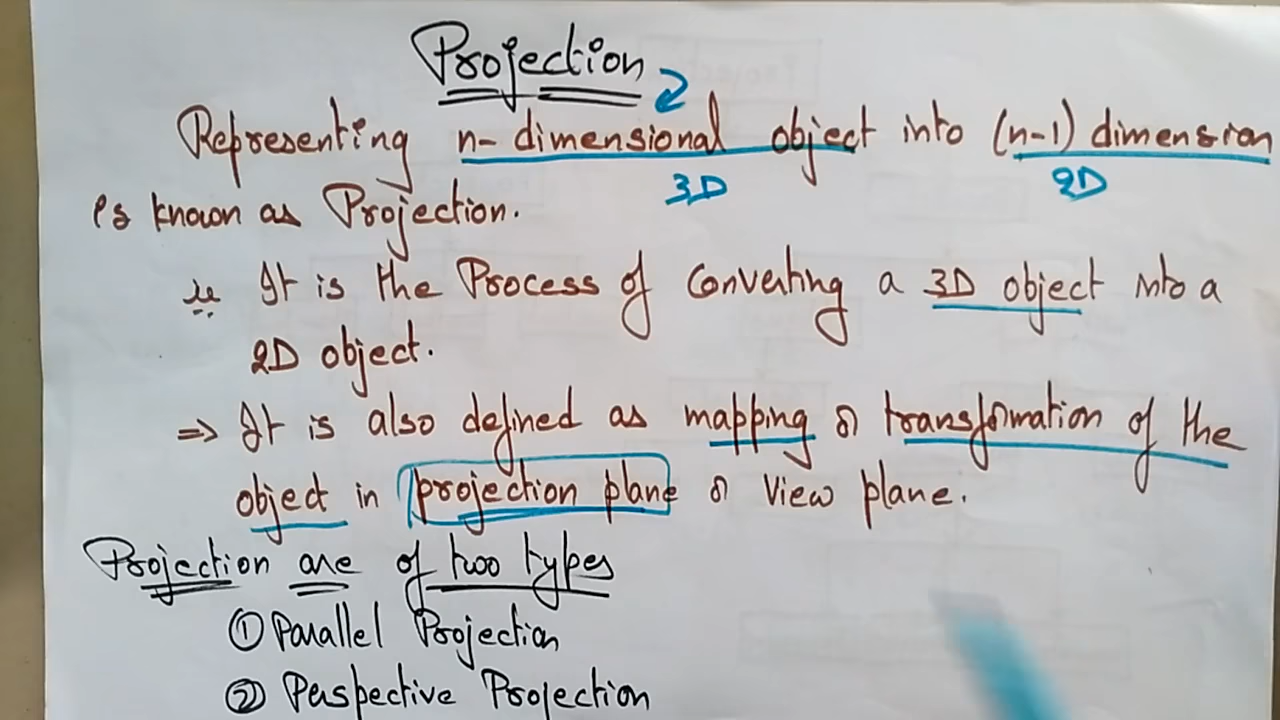 Projection
Representing n-dimensional object into (n-1) dimension
3D 2D
is known as Projection.
It is the Process of Converting a 3D object into a
2D object.
⇒ It is also defined as mapping or transformation of the
object in projection plane or View plane.
Projection are of two types
① Parallel Projection
② Perspective Projection